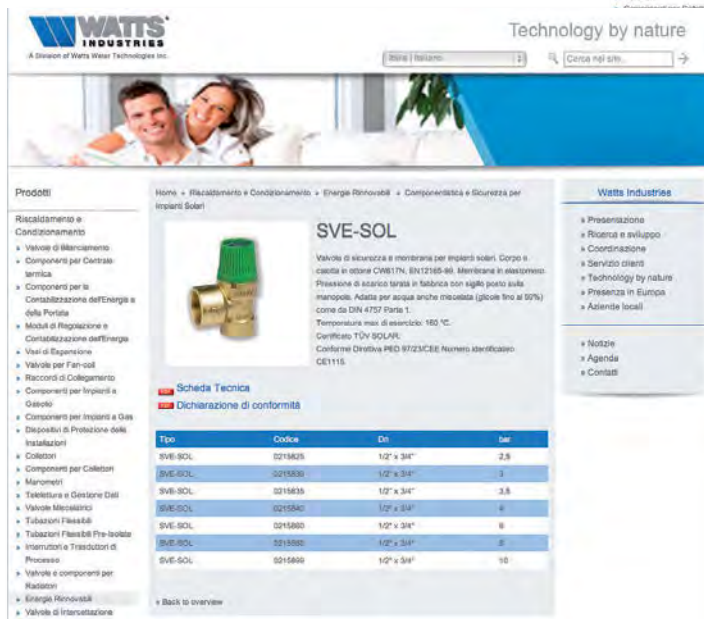 WATTS
INDUSTRIES
A Division of Watts Water Technologies Inc.
Technology by nature
Italiano
Cerca nel sito...
Prodotti
Riscaldamento e
Condizionamento
» Valvole di Bilanciamento
» Componenti per Centrale
termica
» Componenti per la
Contabilizzazione dell'Energia e
della Portata
» Moduli di Regolazione e
Contabilizzazione dell'Energia
» Vasi di Espansione
» Valvole per Fan-coil
» Raccordi di Collegamento
» Componenti per Impianti a
Gasolio
» Componenti per Impianti a Gas
» Dispositivi di Protezione delle
Installazioni
» Collettori
» Componenti per Collettori
» Manometri
» Telelettura e Gestione Dati
» Valvole Miscelatrici
» Tubazioni Flessibili
» Tubazioni Flessibili Pre-Isolate
» Interruttori e Trasduttori di
Processo
» Valvole e componenti per
Radiatori
» Energie Rinnovabili
» Valvole di Intercettazione
Home » Riscaldamento e Condizionamento » Energie Rinnovabili » Componentistica e Sicurezza per
Impianti Solari
SVE-SOL
Valvole di sicurezza a membrana per impianti solari. Corpo e
calotta in ottone CW617N, EN12165-99. Membrana in elastomero.
Pressione di scarico tarata in fabbrica con sigillo posto sulla
manopola. Adatta per acqua anche miscelata (glicole fino al 50%)
come da DIN 4757 Parte 1.
Temperatura max di esercizio: 160 °C.
Certificato TÜV SOLAR.
Conforme Direttiva PED 97/23/CEE Numero identificativo
CE1115.
Scheda Tecnica
Dichiarazione di conformità
Tipo Codice Dn bar
SVE-SOL 0215825 1/2" x 3/4" 2,5
SVE-SOL 0215830 1/2" x 3/4" 3
SVE-SOL 0215835 1/2" x 3/4" 3,5
SVE-SOL 0215840 1/2" x 3/4"
SVE-SOL 0215860 1/2" x 3/4" 6
SVE-SOL 1/2" x 3/4"
SVE-SOL 0215899 1/2" x 3/4" 10
» Back to overview
Watts Industries
» Presentazione
» Ricerca e sviluppo
» Coordinazione
» Servizio clienti
» Technology by nature
» Presenza in Europa
» Aziende locali
» Notizie
» Agenda
» Contatti